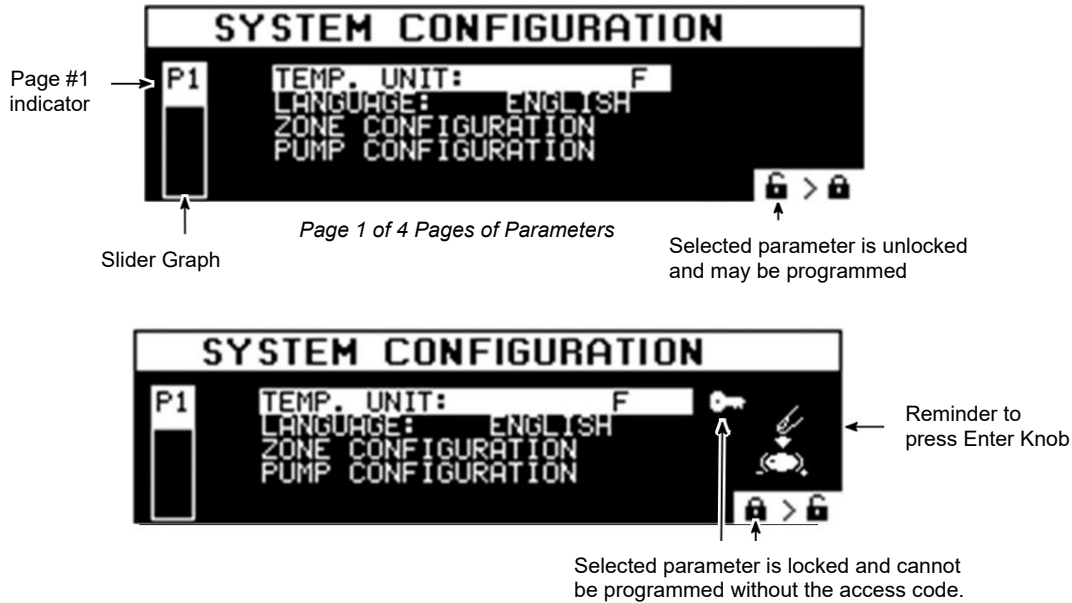 SYSTEM CONFIGURATION
Page #1
indicator
P1
TEMP. UNIT: F
LANGUAGE: ENGLISH
ZONE CONFIGURATION
PUMP CONFIGURATION
>
Slider Graph
Page 1 of 4 Pages of Parameters
Selected parameter is unlocked
and may be programmed
SYSTEM CONFIGURATION
P1
TEMP. UNIT: F
LANGUAGE: ENGLISH
ZONE CONFIGURATION
PUMP CONFIGURATION
>
Reminder to
press Enter Knob
Selected parameter is locked and cannot
be programmed without the access code.